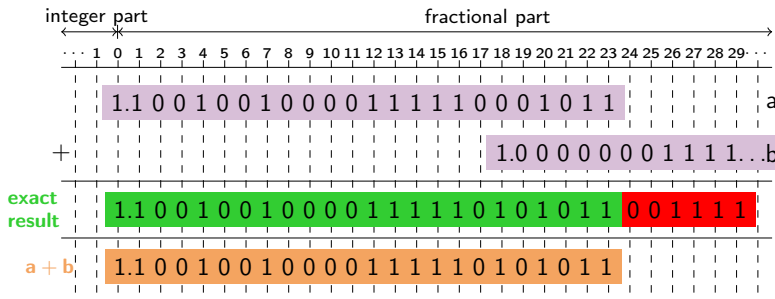 integer part fractional part
··· 1 0 1 2 3 4 5 6 7 8 9 10 11 12 13 14 15 16 17 18 19 20 21 22 23 24 25 26 27 28 29 ···
1.1 0 0 1 0 0 1 0 0 0 0 1 1 1 1 1 0 0 0 1 0 1 1 a
+ 1.0 0 0 0 0 0 0 1 1 1 1 ... b
exact
result
1.1 0 0 1 0 0 1 0 0 0 0 1 1 1 1 1 0 1 0 1 0 1 1 0 0 1 1 1 1
a + b 1.1 0 0 1 0 0 1 0 0 0 0 1 1 1 1 1 0 1 0 1 0 1 1